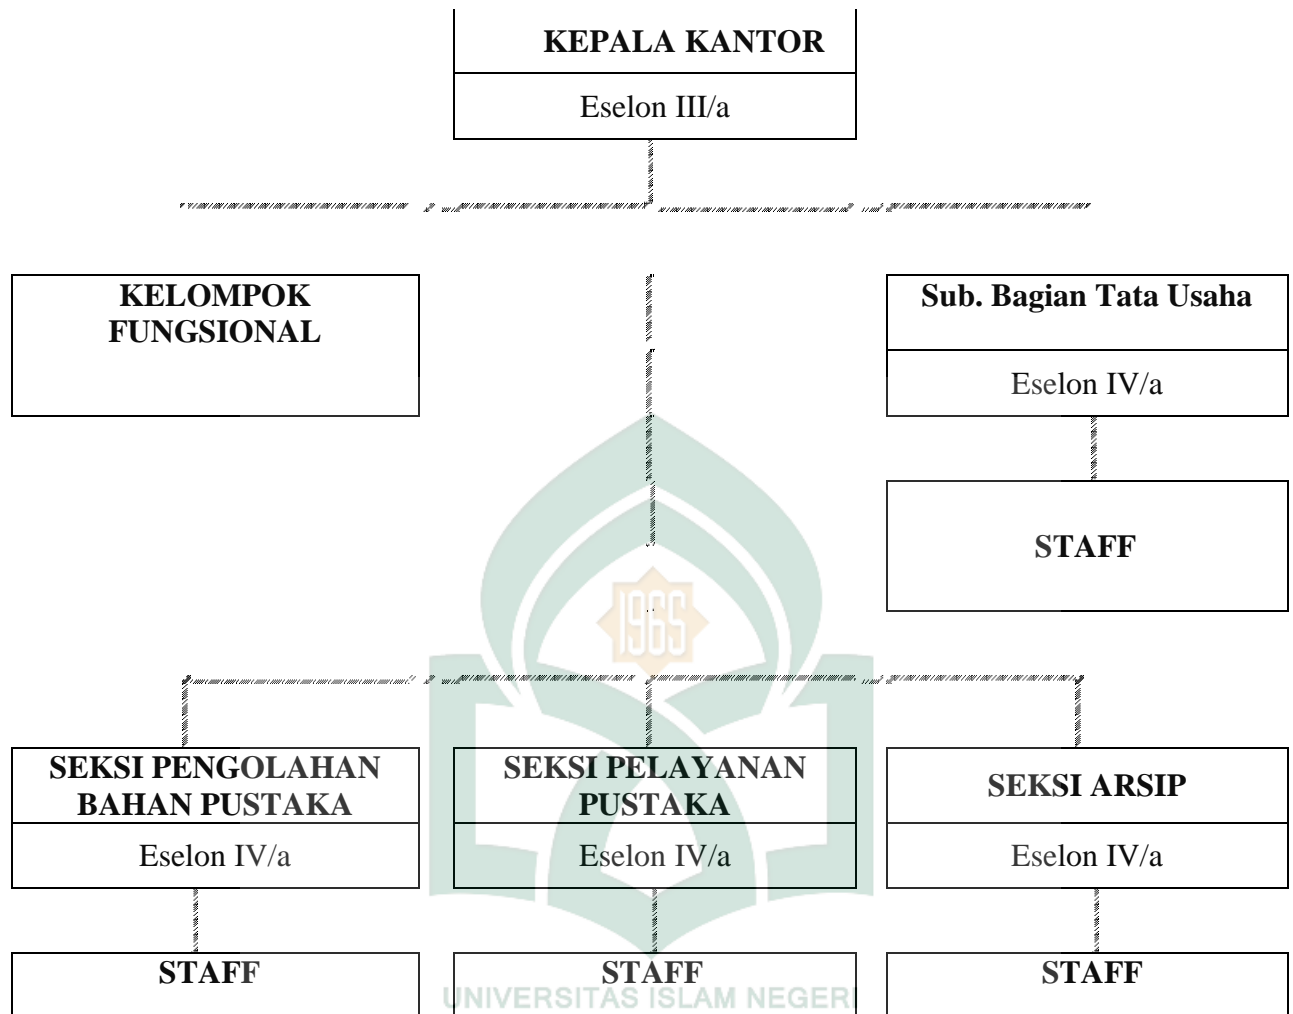 KEPALA KANTOR
Eselon III/a
KELOMPOK
FUNGSIONAL
Sub. Bagian Tata Usaha
Eselon IV/a
STAFF
1965
SEKSI PENGOLAHAN
BAHAN PUSTAKA
Eselon IV/a
SEKSI PELAYANAN
PUSTAKA
Eselon IV/a
SEKSI ARSIP
Eselon IV/a
STAFF
STAFF
STAFF
UNIVERSITAS ISLAM NEGERI